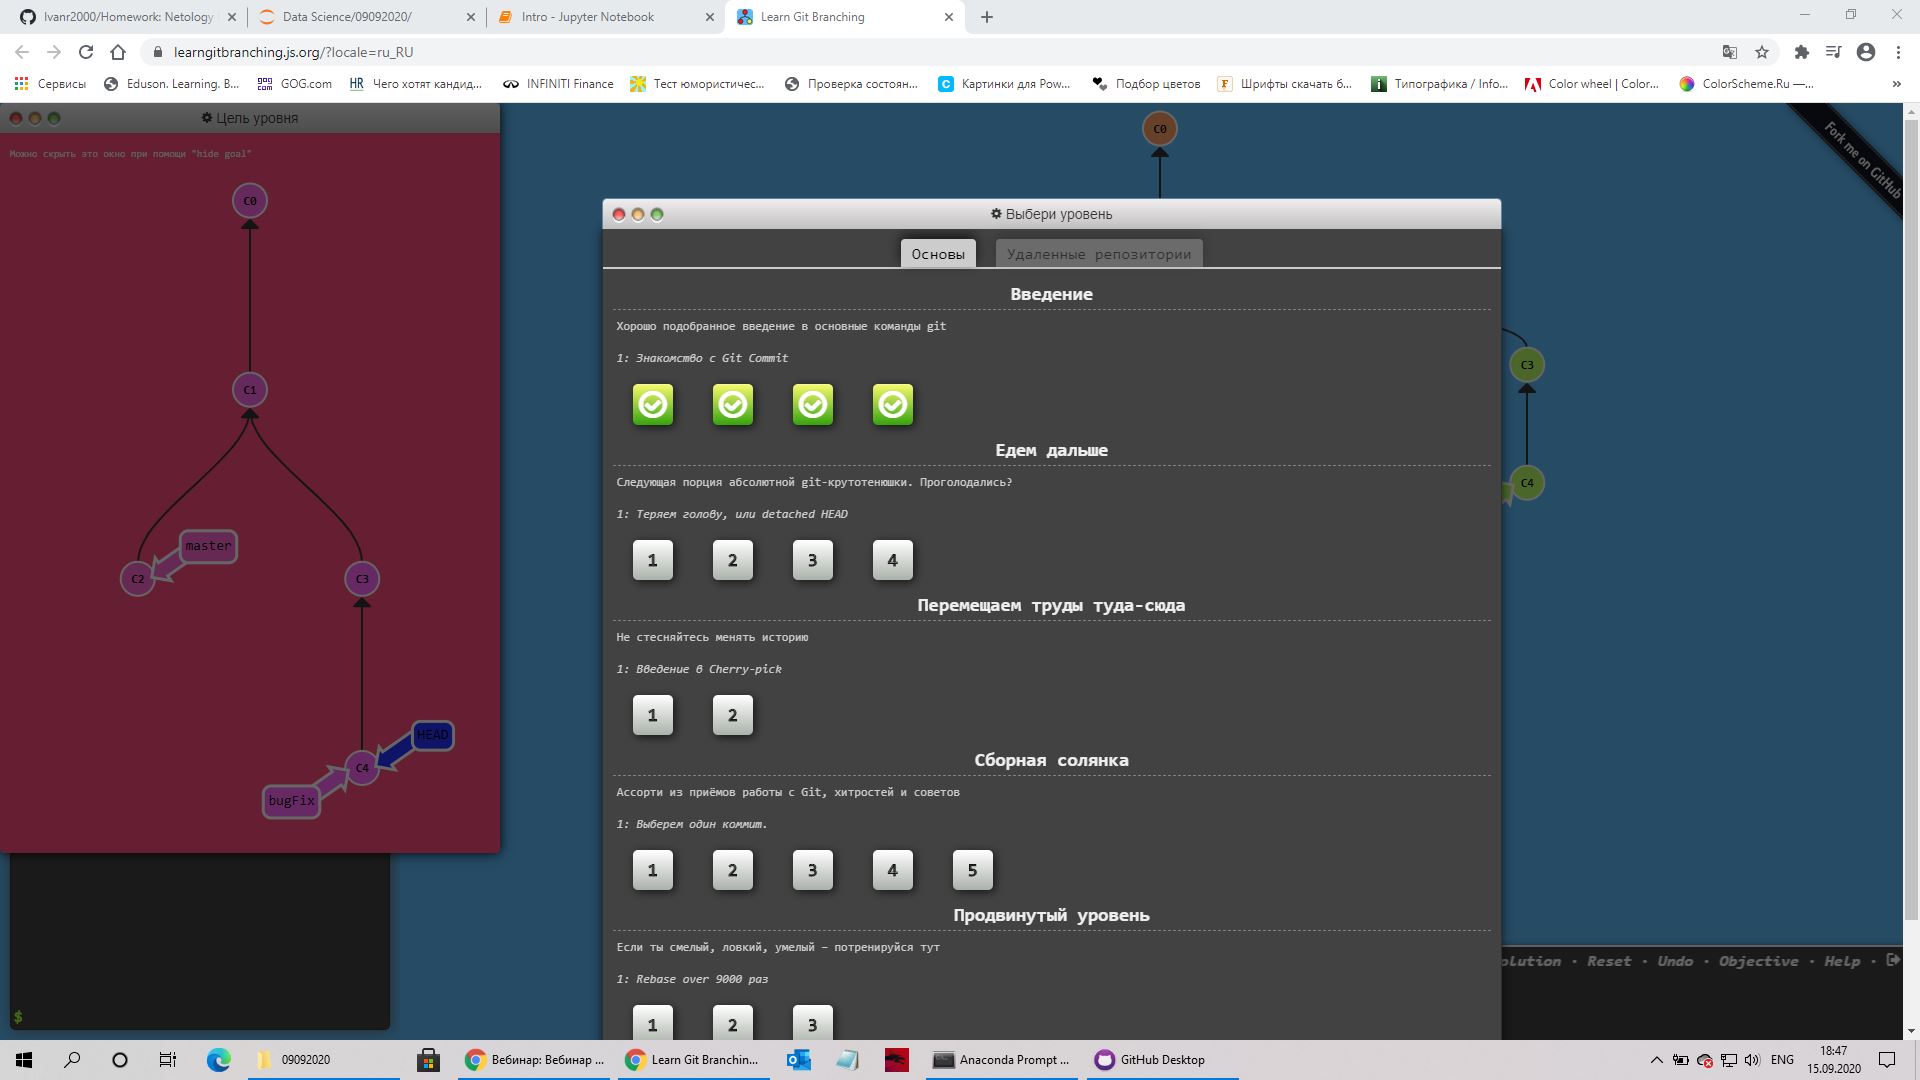 Ivanr2000/Homework: Netology
Data Science/09092020/
Intro - Jupyter Notebook
Learn Git Branching
learngitbranching.js.org/?locale=ru_RU
Сервисы
Eduson. Learning. B...
GOG.com
HR
Чего хотят кандид...
INFINITI Finance
Тест юмористичес...
Проверка состоян...
Картинки для Pow...
Подбор цветов
Шрифты скачать б...
Типографика / Info...
Color wheel | Color...
ColorScheme.Ru —...
»
Цель уровня
Можно скрыть это окно при помощи "hide goal"
C0
C1
master
C2
C3
HEAD
C4
bugFix
$
C0
Fork me on GitHub
C3
C4
Выбери уровень
Основы
Удаленные репозитории
Введение
Хорошо подобранное введение в основные команды git
1: Знакомство с Git Commit
Едем дальше
Следующая порция абсолютной git-крутотенюшки. Проголодались?
1: Теряем голову, или detached HEAD
1 2 3 4
Перемещаем труды туда-сюда
Не стесняйтесь менять историю
1: Введение в Cherry-pick
1 2
Сборная солянка
Ассорти из приёмов работы с Git, хитростей и советов
1: Выберем один коммит.
1 2 3 4 5
Продвинутый уровень
Если ты смелый, ловкий, умелый – потренируйся тут
1: Rebase over 9000 раз
1 2 3
olution · Reset · Undo · Objective · Help ·
09092020
Вебинар: Вебинар ...
Learn Git Branchin...
Anaconda Prompt ...
GitHub Desktop
ENG
18:47
15.09.2020